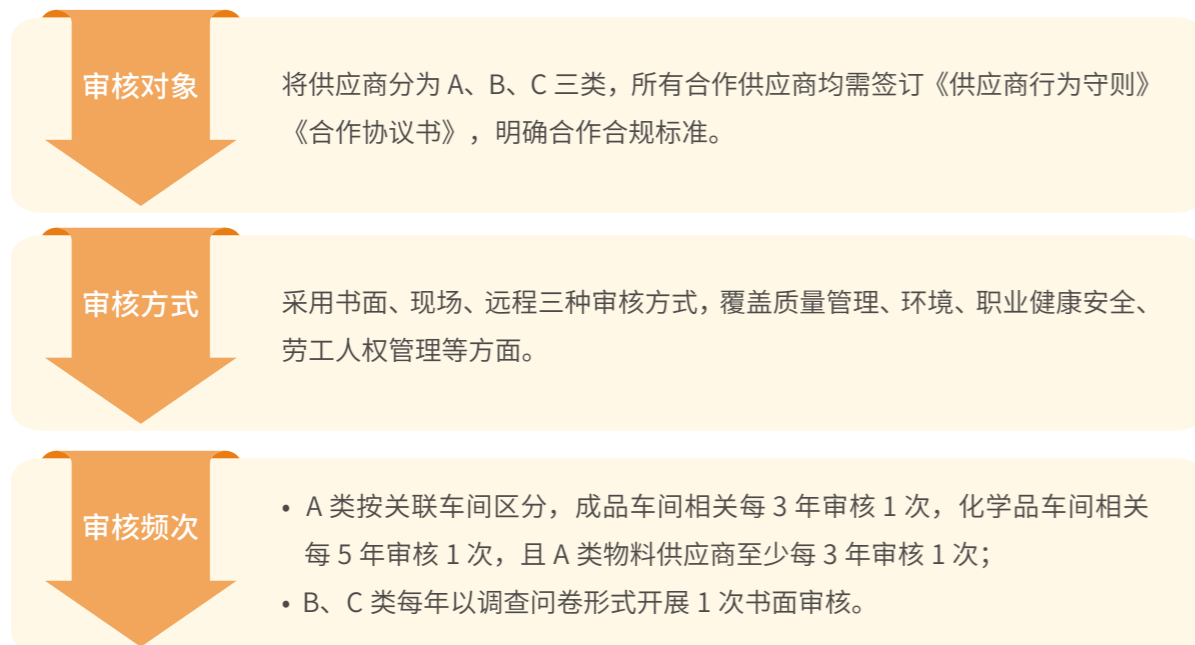 审核对象
将供应商分为 A、B、C 三类，所有合作供应商均需签订《供应商行为守则》
《合作协议书》，明确合作合规标准。
审核方式
采用书面、现场、远程三种审核方式，覆盖质量管理、环境、职业健康安全、
劳工人权管理等方面。
审核频次
• A 类按关联车间区分，成品车间相关每 3 年审核 1 次，化学品车间相关
每 5 年审核 1 次，且 A 类物料供应商至少每 3 年审核 1 次；
• B、C 类每年以调查问卷形式开展 1 次书面审核。